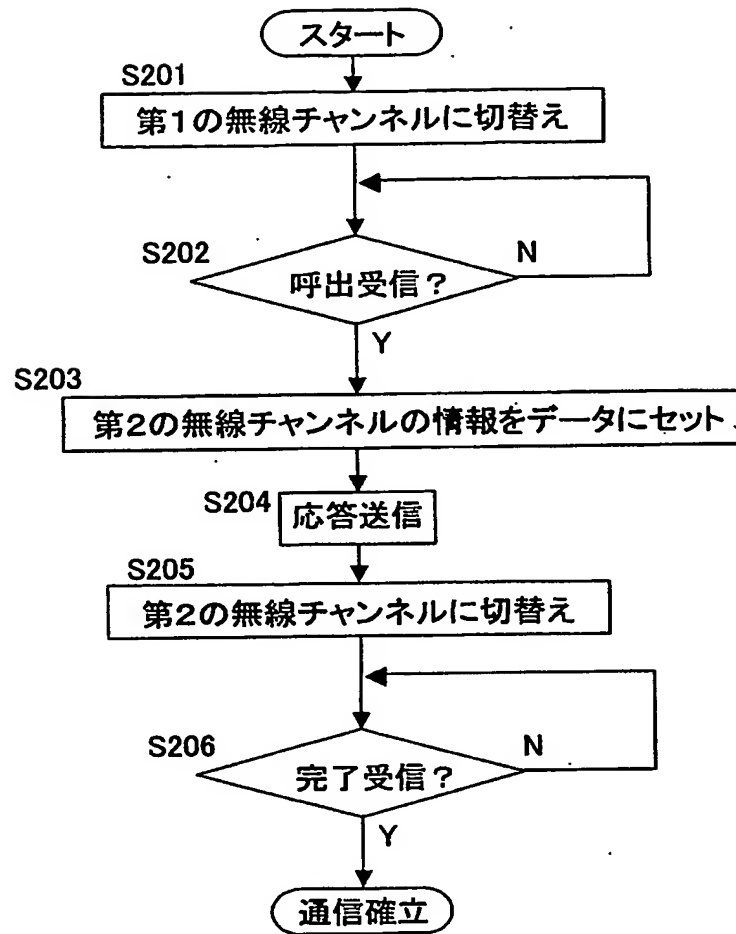 スタート
S201
第1の無線チャンネルに切替え
S202
呼出受信？
N
Y
S203
第2の無線チャンネルの情報をデータにセット
S204
応答送信
S205
第2の無線チャンネルに切替え
S206
完了受信？
N
Y
通信確立